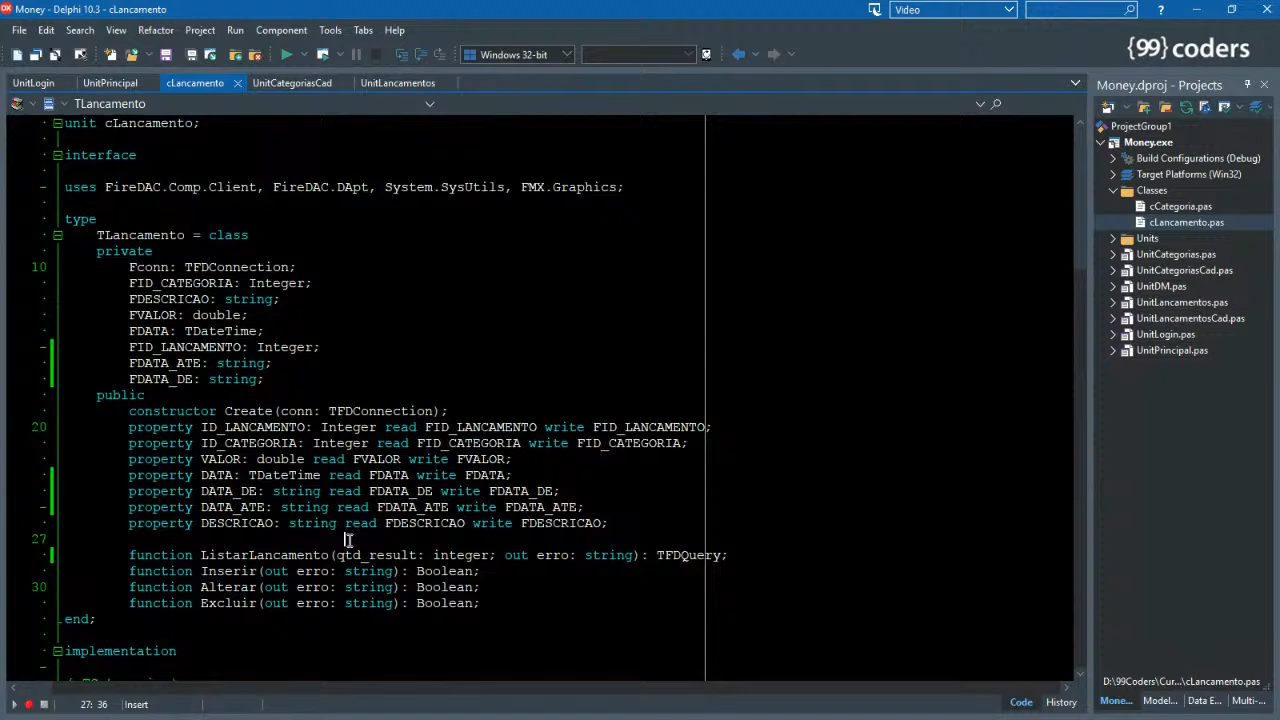 Money - Delphi 10.3 - cLancamento
Video
File Edit Search View Refactor Project Run Component Tools Tabs Help
Windows 32-bit
{99} coders
UnitLogin UnitPrincipal cLancamento UnitCategoriasCad UnitLancamentos
TLancamento
unit cLancamento;
interface
uses FireDAC.Comp.Client, FireDAC.DApt, System.SysUtils, FMX.Graphics;
type
TLancamento = class
private
10 Fconn: TFDConnection;
FID_CATEGORIA: Integer;
FDESCRICAO: string;
FVALOR: double;
FDATA: TDateTime;
FID_LANCAMENTO: Integer;
FDATA_ATE: string;
FDATA_DE: string;
public
constructor Create(conn: TFDConnection);
20 property ID_LANCAMENTO: Integer read FID_LANCAMENTO write FID_LANCAMENTO;
property ID_CATEGORIA: Integer read FID_CATEGORIA write FID_CATEGORIA;
property VALOR: double read FVALOR write FVALOR;
property DATA: TDateTime read FDATA write FDATA;
property DATA_DE: string read FDATA_DE write FDATA_DE;
property DATA_ATE: string read FDATA_ATE write FDATA_ATE;
property DESCRICAO: string read FDESCRICAO write FDESCRICAO;
27
function ListarLancamento(qtd_result: integer; out erro: string): TFDQuery;
function Inserir(out erro: string): Boolean;
30 function Alterar(out erro: string): Boolean;
function Excluir(out erro: string): Boolean;
end;
implementation
27: 36 Insert
Code History
Money.dproj - Projects
ProjectGroup1
Money.exe
Build Configurations (Debug)
Target Platforms (Win32)
Classes
cCategoria.pas
cLancamento.pas
Units
UnitCategorias.pas
UnitCategoriasCad.pas
UnitDM.pas
UnitLancamentos.pas
UnitLancamentosCad.pas
UnitLogin.pas
UnitPrincipal.pas
D:\99Coders\Cur...\cLancamento.pas
Mone... Model... Data E... Multi-...